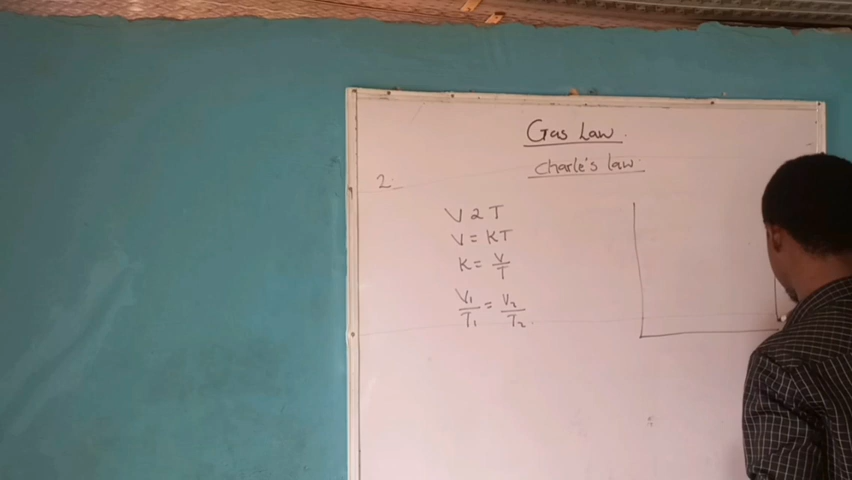 Gas Law.
Charle's law.
2.
V α T
V = KT
K = V/T
V₁/T₁ = V₂/T₂.